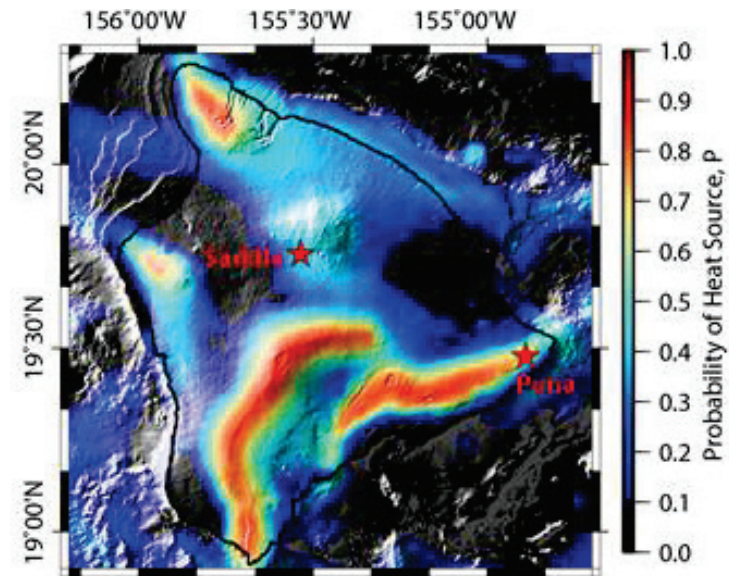 156°00'W 155°30'W 155°00'W
20°00'N
19°30'N
19°00'N
Saddle
Puna
1.0
0.9
0.8
0.7
0.6
0.5
0.4
0.3
0.2
0.1
0.0
Probability of Heat Source, P